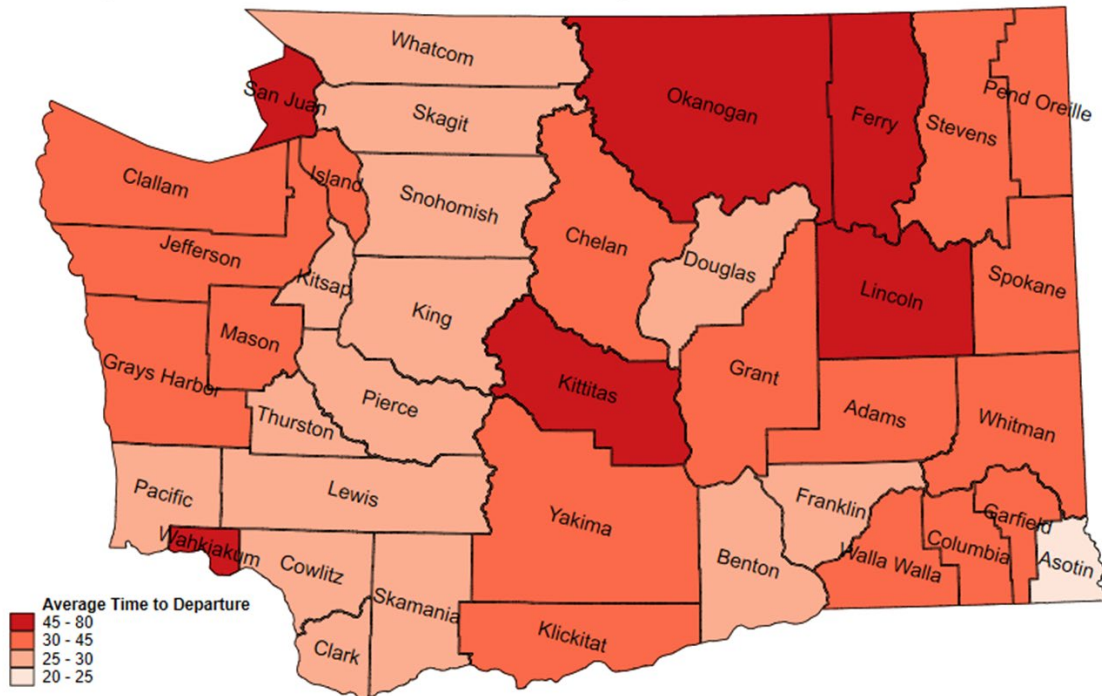 Whatcom
San Juan
Skagit
Okanogan
Ferry
Stevens
Pend Oreille
Clallam
Island
Snohomish
Chelan
Jefferson
Kitsap
Douglas
Lincoln
Spokane
King
Mason
Grays Harbor
Kittitas
Grant
Pierce
Thurston
Adams
Whitman
Pacific
Lewis
Yakima
Franklin
Garfield
Wahkiakum
Cowlitz
Skamania
Benton
Walla Walla
Columbia
Asotin
Clark
Klickitat
Average Time to Departure
45 - 80
30 - 45
25 - 30
20 - 25